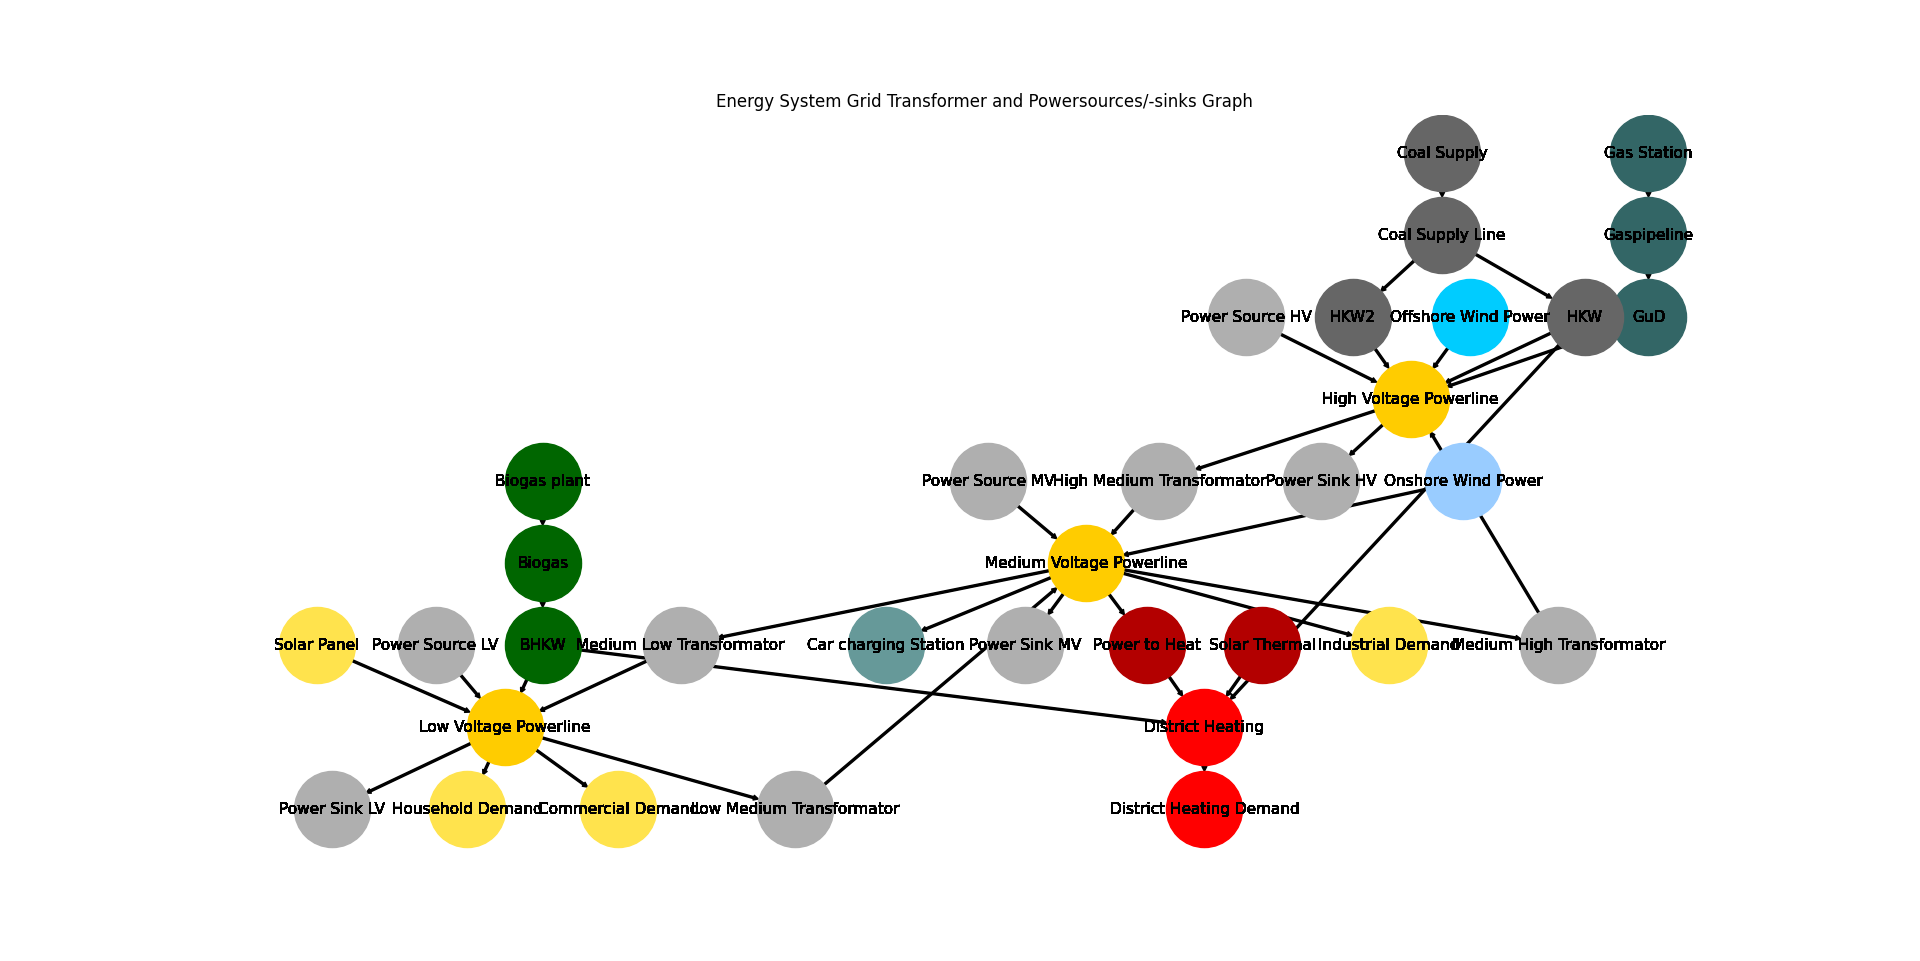 Energy System Grid Transformer and Powersources/-sinks Graph
Coal Supply
Gas Station
Coal Supply Line
Gaspipeline
Power Source HV
HKW2
Offshore Wind Power
HKW
GuD
High Voltage Powerline
Biogas plant
Power Source MV
High Medium Transformator
Power Sink HV
Onshore Wind Power
Biogas
Medium Voltage Powerline
Solar Panel
Power Source LV
BHKW
Medium Low Transformator
Car charging Station
Power Sink MV
Power to Heat
Solar Thermal
Industrial Demand
Medium High Transformator
Low Voltage Powerline
District Heating
Power Sink LV
Household Demand
Commercial Demand
Low Medium Transformator
District Heating Demand